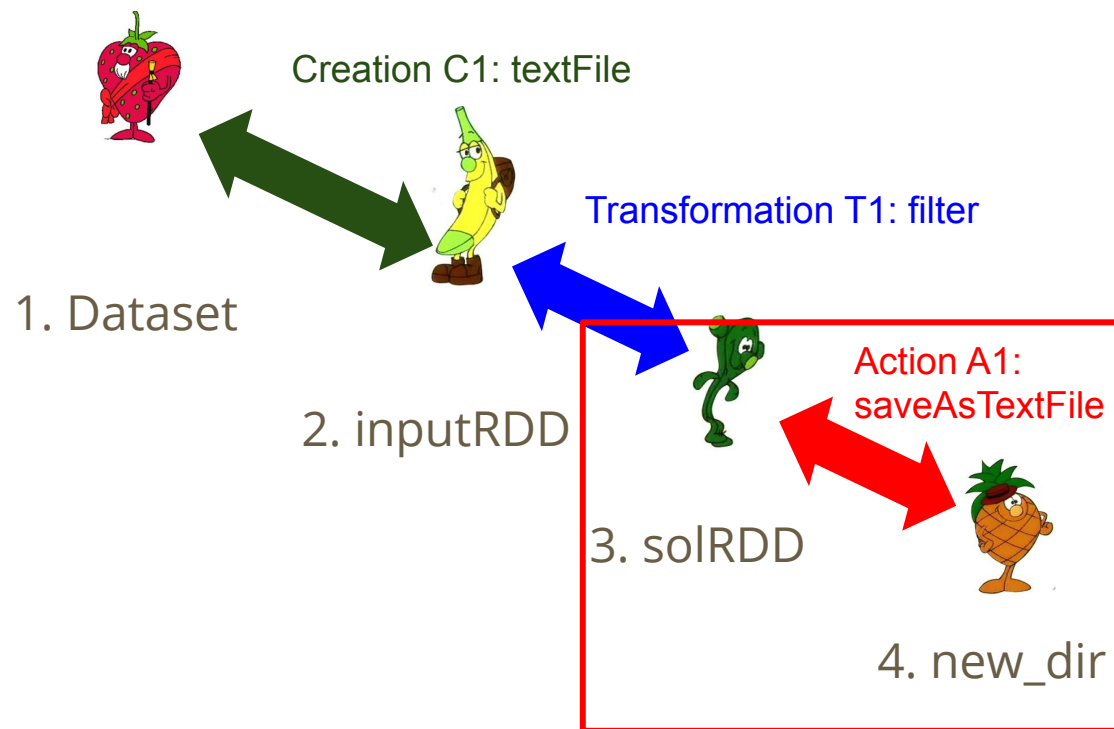 Creation C1: textFile
Transformation T1: filter
1. Dataset
Action A1:
saveAsTextFile
2. inputRDD
3. solRDD
4. new_dir